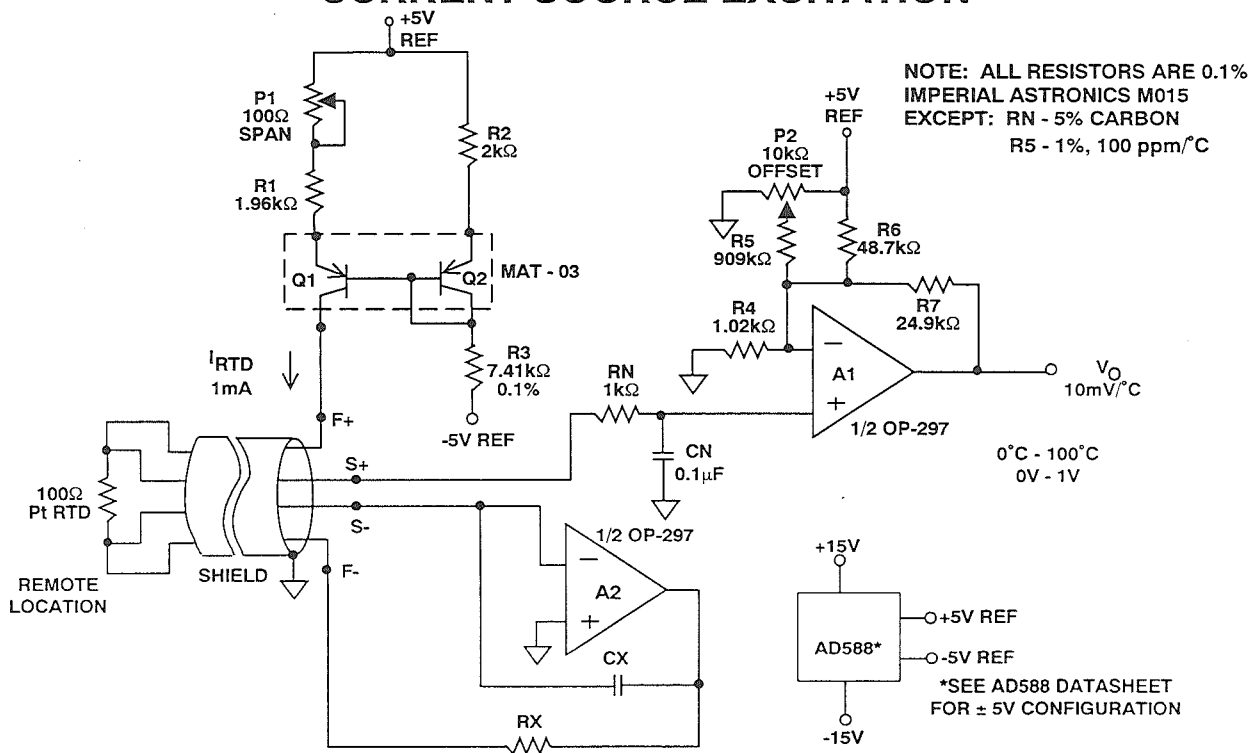 CURRENT SOURCE EXCITATION
+5V
REF
P1
100Ω
SPAN
R2
2kΩ
R1
1.96kΩ
Q1
Q2
MAT - 03
IRTD
1mA
R3
7.41kΩ
0.1%
-5V REF
F+
S+
S-
F-
100Ω
Pt RTD
REMOTE
LOCATION
SHIELD
NOTE: ALL RESISTORS ARE 0.1%
IMPERIAL ASTRONICS M015
EXCEPT: RN - 5% CARBON
R5 - 1%, 100 ppm/°C
+5V
REF
P2
10kΩ
OFFSET
R5
909kΩ
R6
48.7kΩ
R4
1.02kΩ
R7
24.9kΩ
RN
1kΩ
CN
0.1µF
−
A1
+
1/2 OP-297
VO
10mV/°C
0°C - 100°C
0V - 1V
1/2 OP-297
−
A2
+
CX
RX
+15V
AD588*
+5V REF
-5V REF
-15V
*SEE AD588 DATASHEET
FOR ± 5V CONFIGURATION